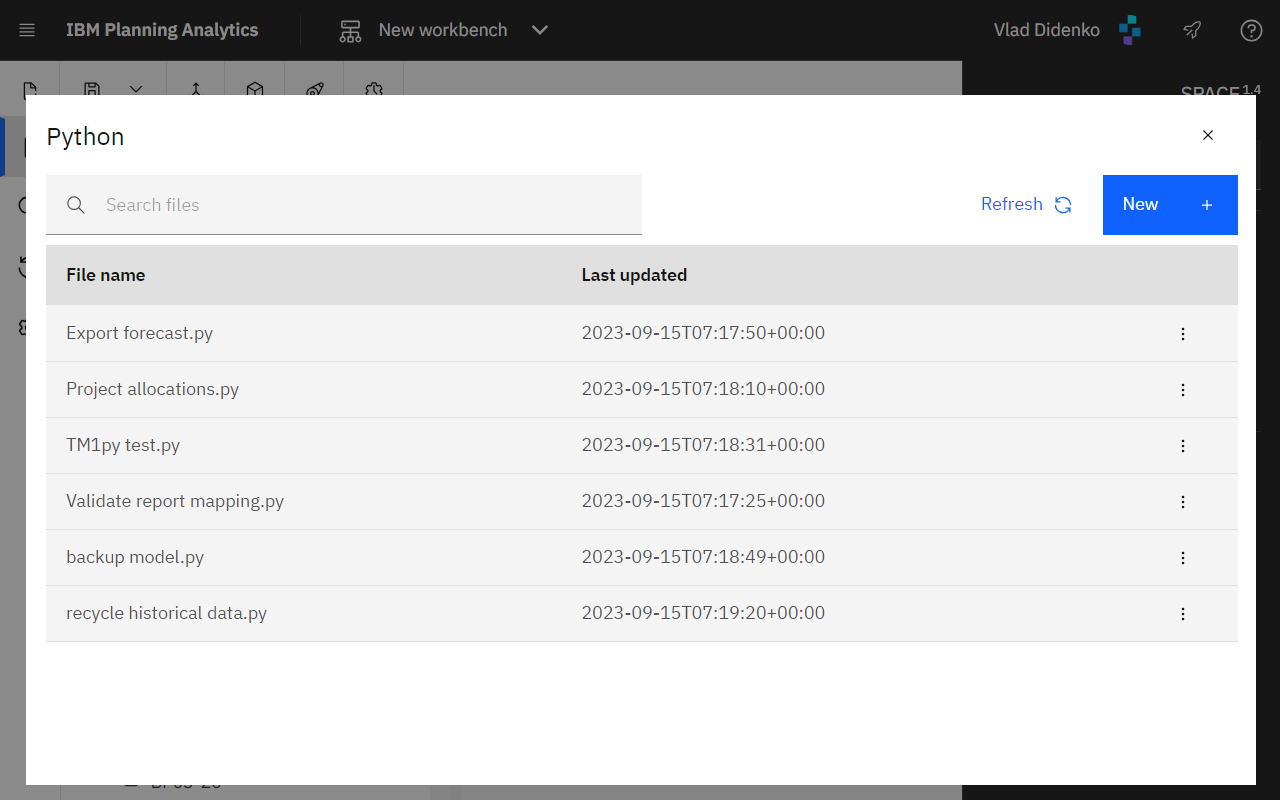 IBM Planning Analytics
New workbench
Vlad Didenko
SPACE 1.4
Python
Search files
Refresh
New +
File name Last updated
Export forecast.py 2023-09-15T07:17:50+00:00
Project allocations.py 2023-09-15T07:18:10+00:00
TM1py test.py 2023-09-15T07:18:31+00:00
Validate report mapping.py 2023-09-15T07:17:25+00:00
backup model.py 2023-09-15T07:18:49+00:00
recycle historical data.py 2023-09-15T07:19:20+00:00